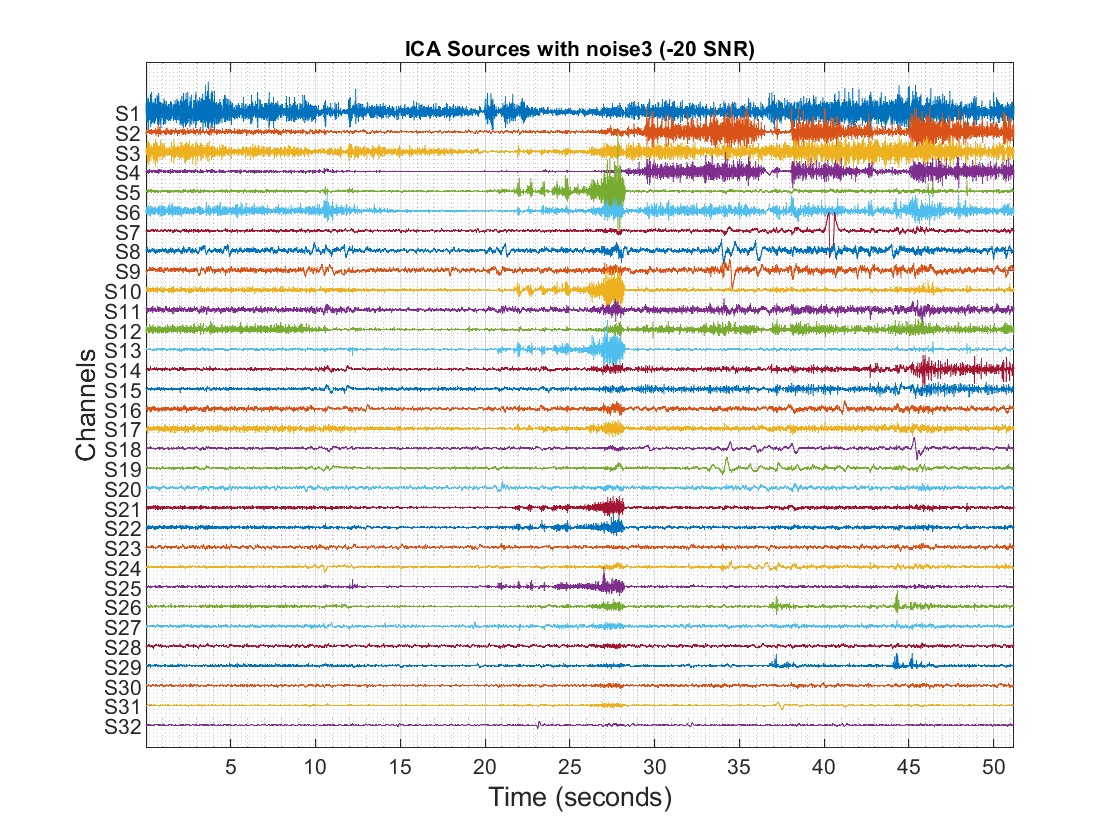 ICA Sources with noise3 (-20 SNR)
S1
S2
S3
S4
S5
S6
S7
S8
S9
S10
S11
S12
S13
S14
S15
S16
S17
S18
S19
S20
S21
S22
S23
S24
S25
S26
S27
S28
S29
S30
S31
S32
Channels
5 10 15 20 25 30 35 40 45 50
Time (seconds)